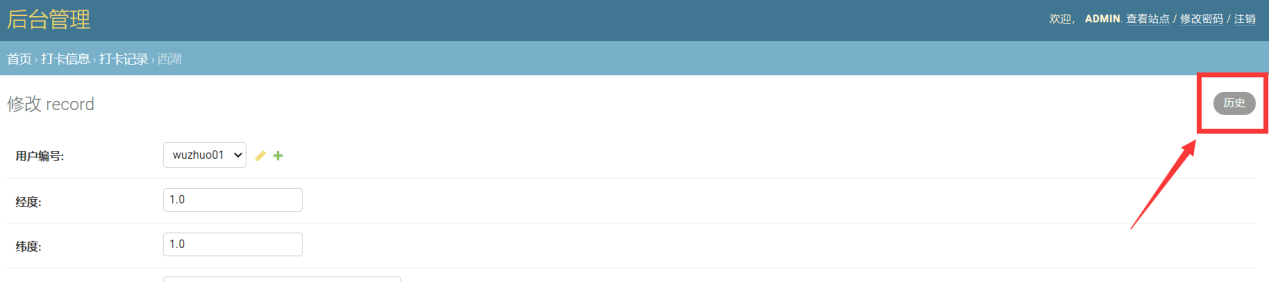 后台管理
欢迎， ADMIN. 查看站点 / 修改密码 / 注销
首页 › 打卡信息 › 打卡记录 › 西湖
修改 record
历史
用户编号: wuzhuo01
经度: 1.0
纬度: 1.0